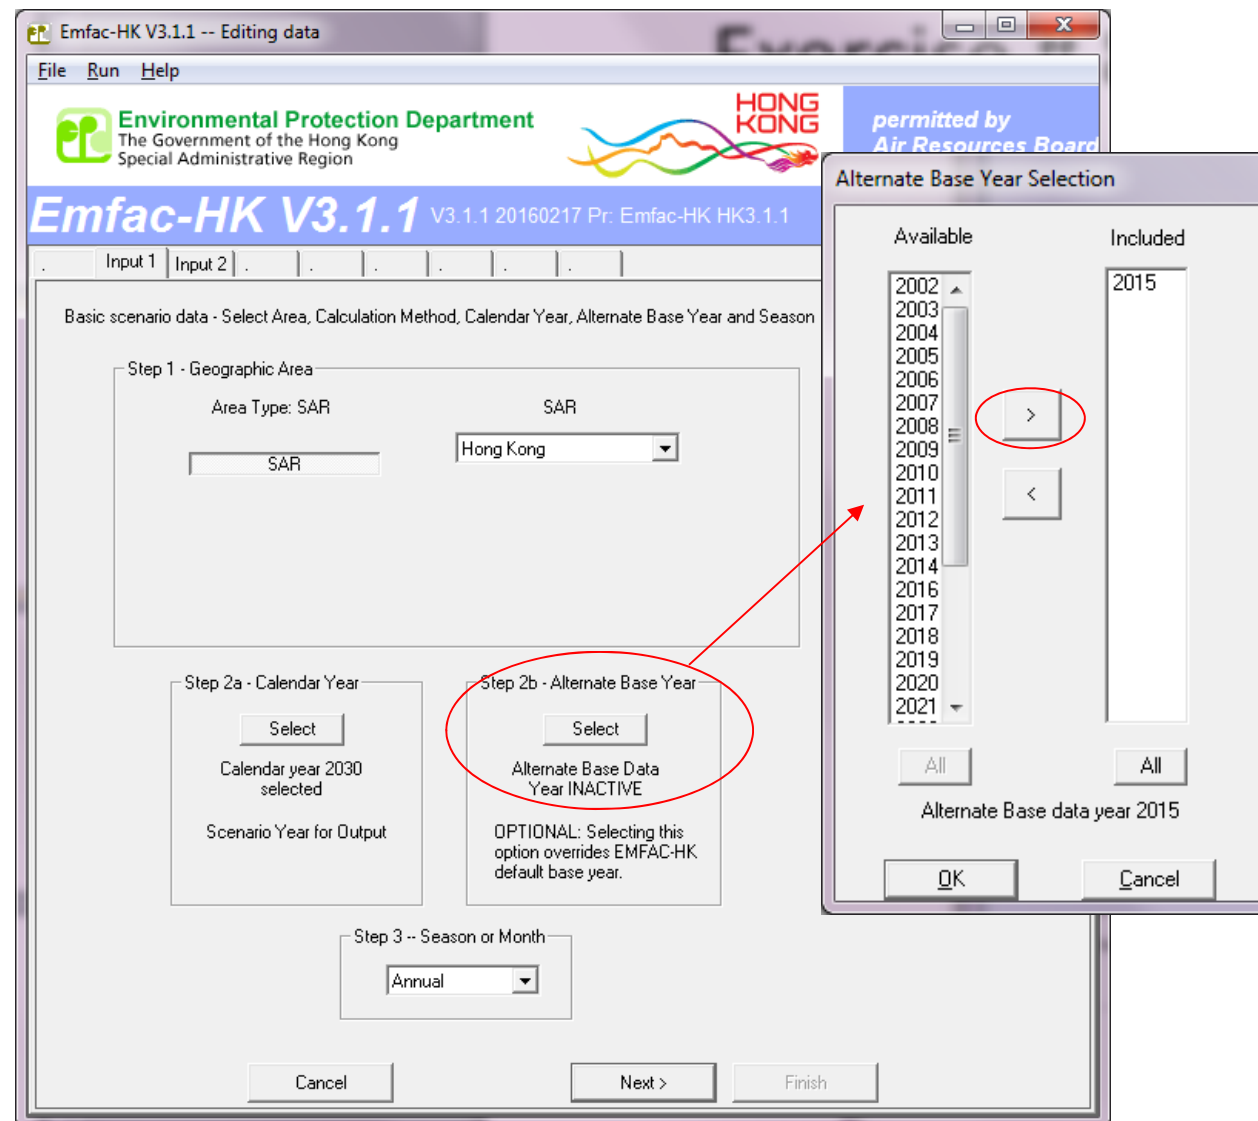 Emfac-HK V3.1.1 -- Editing data
File Run Help
Environmental Protection Department
The Government of the Hong Kong
Special Administrative Region
HONG
KONG
permitted by
Air Resources Board
Emfac-HK V3.1.1 V3.1.1 20160217 Pr: Emfac-HK HK3.1.1
. Input 1 Input 2 . . . . . .
Basic scenario data - Select Area, Calculation Method, Calendar Year, Alternate Base Year and Season
Step 1 - Geographic Area
Area Type: SAR SAR
SAR
Hong Kong
Step 2a - Calendar Year
Select
Calendar year 2030
selected
Scenario Year for Output
Step 2b - Alternate Base Year
Select
Alternate Base Data
Year INACTIVE
OPTIONAL: Selecting this
option overrides EMFAC-HK
default base year.
Step 3 -- Season or Month
Annual
Cancel Next > Finish
Alternate Base Year Selection
Available Included
2002
2003
2004
2005
2006
2007
2008
2009
2010
2011
2012
2013
2014
2016
2017
2018
2019
2020
2021
>
<
2015
All All
Alternate Base data year 2015
OK Cancel